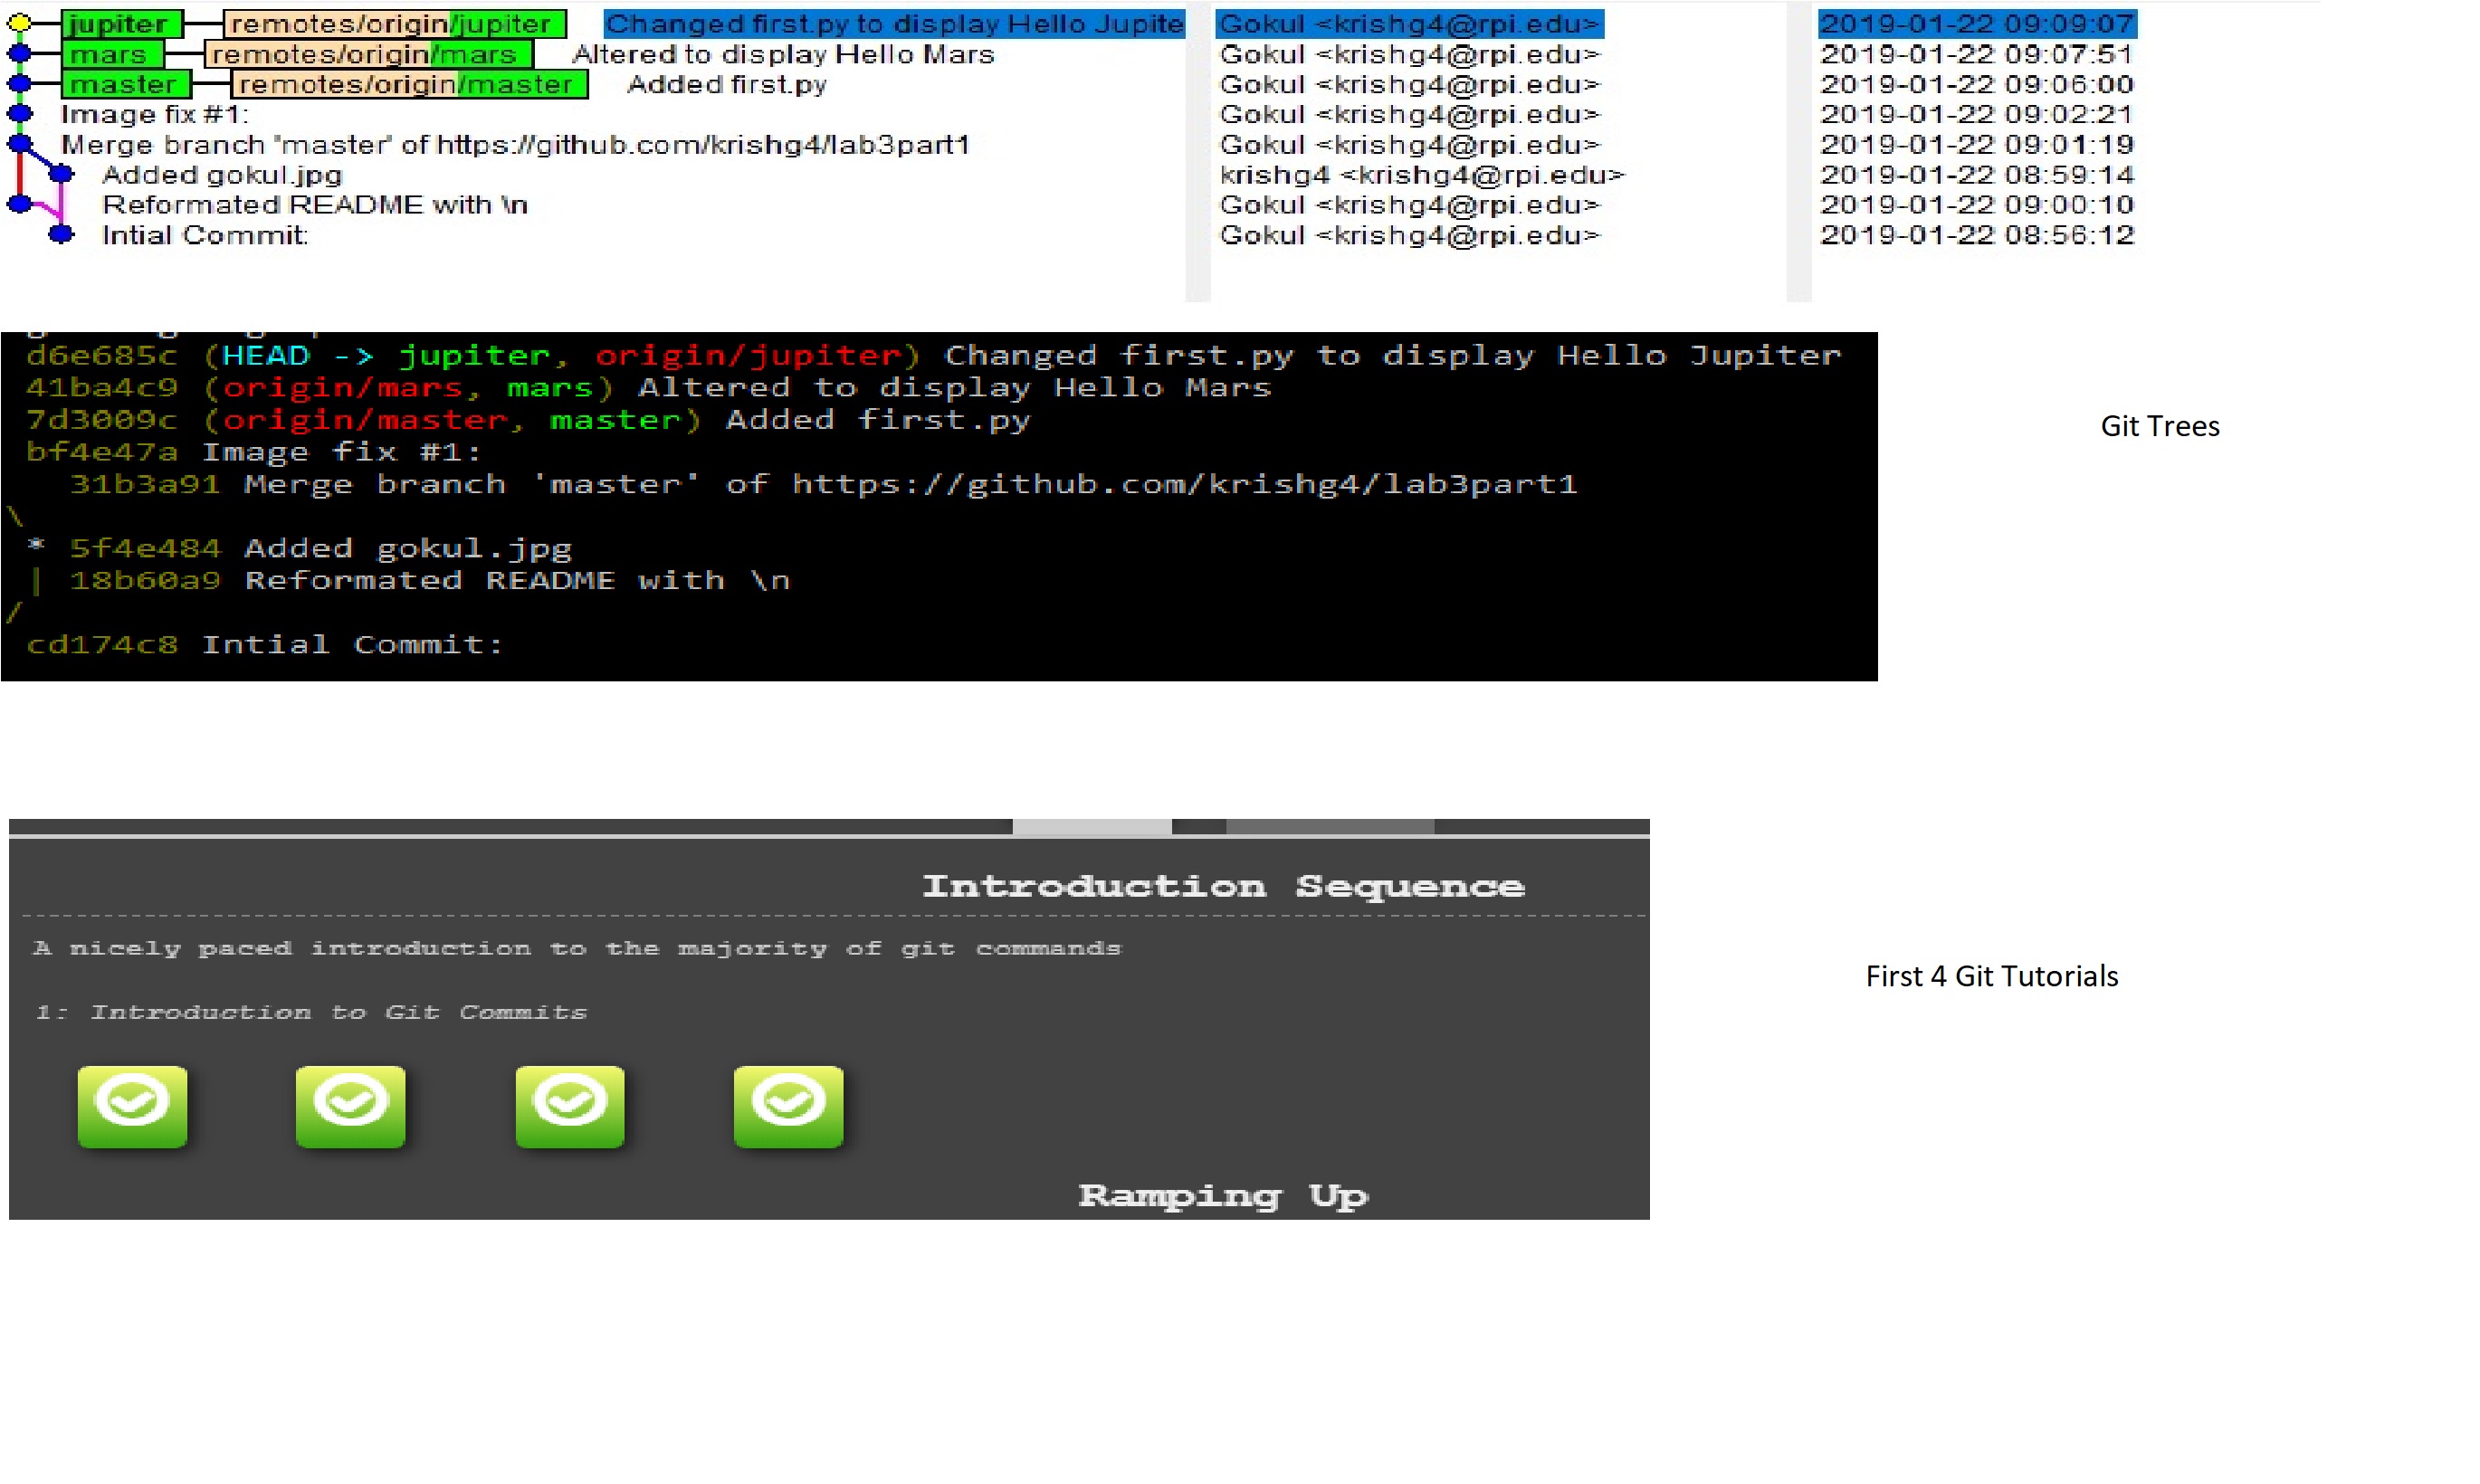 jupiter remotes/origin/jupiter Changed first.py to display Hello Jupite Gokul <krishg4@rpi.edu> 2019-01-22 09:09:07
mars remotes/origin/mars Altered to display Hello Mars Gokul <krishg4@rpi.edu> 2019-01-22 09:07:51
master remotes/origin/master Added first.py Gokul <krishg4@rpi.edu> 2019-01-22 09:06:00
Image fix #1: Gokul <krishg4@rpi.edu> 2019-01-22 09:02:21
Merge branch 'master' of https://github.com/krishg4/lab3part1 Gokul <krishg4@rpi.edu> 2019-01-22 09:01:19
Added gokul.jpg krishg4 <krishg4@rpi.edu> 2019-01-22 08:59:14
Reformated README with \n Gokul <krishg4@rpi.edu> 2019-01-22 09:00:10
Intial Commit: Gokul <krishg4@rpi.edu> 2019-01-22 08:56:12
d6e685c (HEAD -> jupiter, origin/jupiter) Changed first.py to display Hello Jupiter
41ba4c9 (origin/mars, mars) Altered to display Hello Mars
7d3009c (origin/master, master) Added first.py
bf4e47a Image fix #1:
31b3a91 Merge branch 'master' of https://github.com/krishg4/lab3part1
\
* 5f4e484 Added gokul.jpg
| 18b60a9 Reformated README with \n
/
cd174c8 Intial Commit:
Git Trees
Introduction Sequence
A nicely paced introduction to the majority of git commands
1: Introduction to Git Commits
Ramping Up
First 4 Git Tutorials